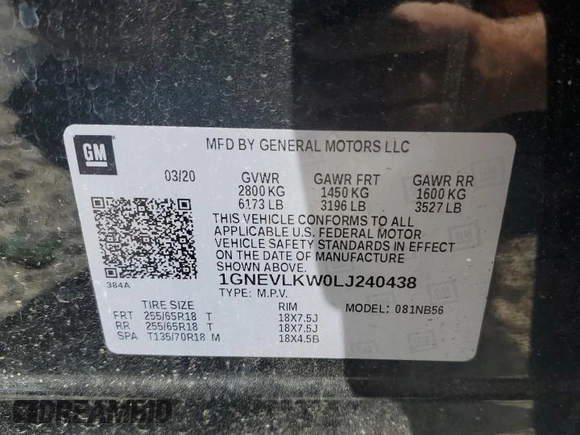 GM
MFD BY GENERAL MOTORS LLC
03/20 GVWR GAWR FRT GAWR RR
2800 KG 1450 KG 1600 KG
6173 LB 3196 LB 3527 LB
THIS VEHICLE CONFORMS TO ALL
APPLICABLE U.S. FEDERAL MOTOR
VEHICLE SAFETY STANDARDS IN EFFECT
ON THE DATE OF MANUFACTURE
SHOWN ABOVE.
384A 1GNEVLKW0LJ240438
TYPE: M.P.V. MODEL: 081NB56
TIRE SIZE RIM
FRT 255/65R18 T 18X7.5J
RR 255/65R18 T 18X7.5J
SPA T135/70R18 M 18X4.5B
DREAMBID